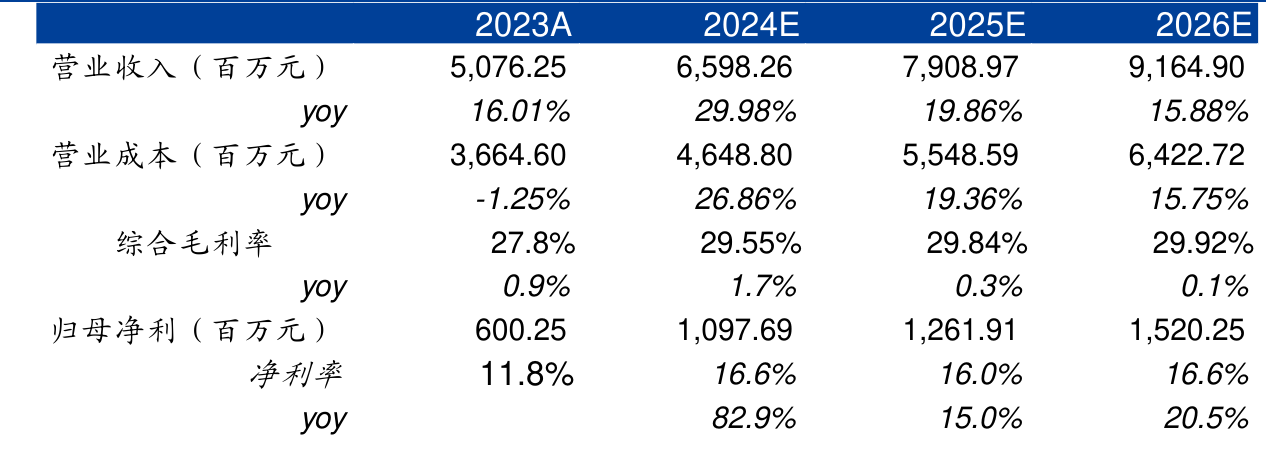 2023A 2024E 2025E 2026E
营业收入（百万元） 5,076.25 6,598.26 7,908.97 9,164.90
yoy 16.01% 29.98% 19.86% 15.88%
营业成本（百万元） 3,664.60 4,648.80 5,548.59 6,422.72
yoy -1.25% 26.86% 19.36% 15.75%
综合毛利率 27.8% 29.55% 29.84% 29.92%
yoy 0.9% 1.7% 0.3% 0.1%
归母净利（百万元） 600.25 1,097.69 1,261.91 1,520.25
净利率 11.8% 16.6% 16.0% 16.6%
yoy 82.9% 15.0% 20.5%